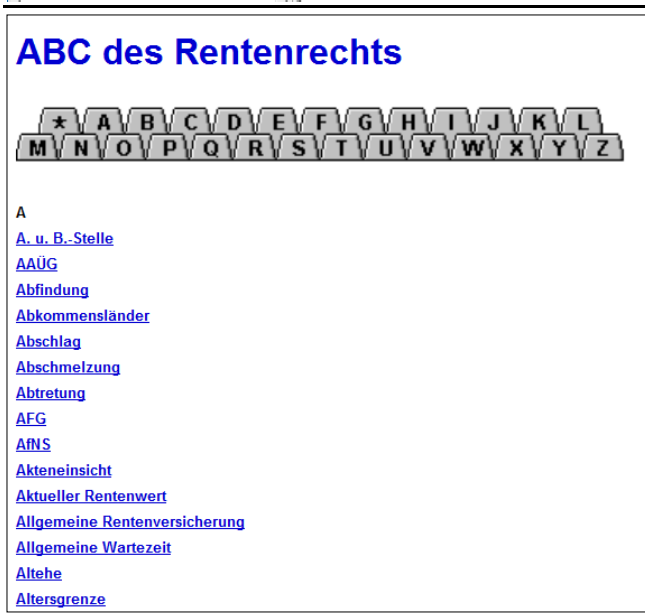 ABC des Rentenrechts
* A B C D E F G H I J K L
M N O P Q R S T U V W X Y Z
A
A. u. B.-Stelle
AAÜG
Abfindung
Abkommensländer
Abschlag
Abschmelzung
Abtretung
AFG
AfNS
Akteneinsicht
Aktueller Rentenwert
Allgemeine Rentenversicherung
Allgemeine Wartezeit
Altehe
Altersgrenze